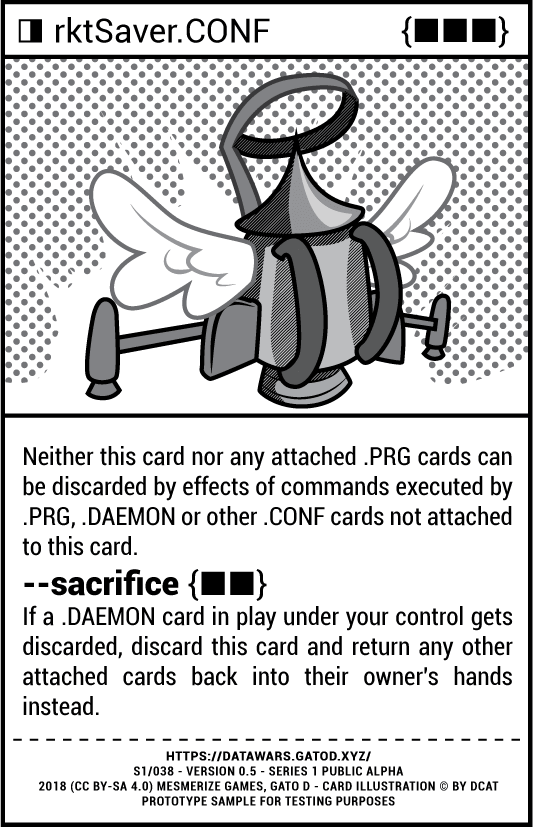 rktSaver.CONF {■■■}
Neither this card nor any attached .PRG cards can
be discarded by effects of commands executed by
.PRG, .DAEMON or other .CONF cards not attached
to this card.
--sacrifice {■■}
If a .DAEMON card in play under your control gets
discarded, discard this card and return any other
attached cards back into their owner's hands
instead.
HTTPS://DATAWARS.GATOD.XYZ/
S1/038 - VERSION 0.5 - SERIES 1 PUBLIC ALPHA
2018 (CC BY-SA 4.0) MESMERIZE GAMES, GATO D - CARD ILLUSTRATION © BY DCAT
PROTOTYPE SAMPLE FOR TESTING PURPOSES